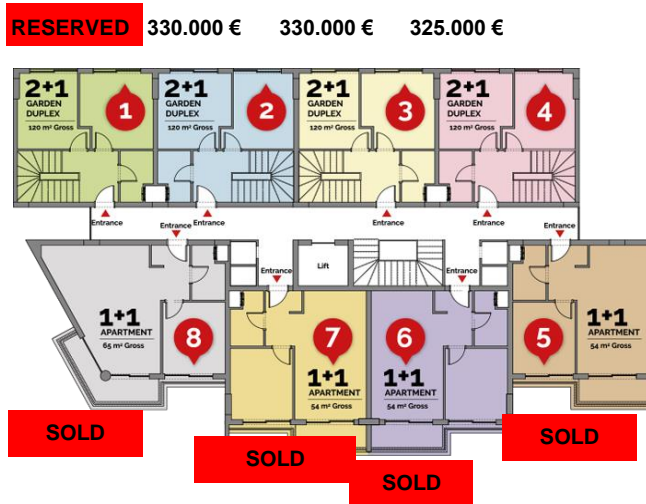 RESERVED 330.000 € 330.000 € 325.000 €
2+1
GARDEN
DUPLEX
120 m² Gross
1
2+1
GARDEN
DUPLEX
120 m² Gross
2
2+1
GARDEN
DUPLEX
120 m² Gross
3
2+1
GARDEN
DUPLEX
120 m² Gross
4
Entrance Entrance Entrance Entrance
Entrance Entrance
Entrance Lift Entrance
1+1
APARTMENT
65 m² Gross
8
7
1+1
APARTMENT
54 m² Gross
6
1+1
APARTMENT
54 m² Gross
5
1+1
APARTMENT
54 m² Gross
SOLD
SOLD
SOLD
SOLD